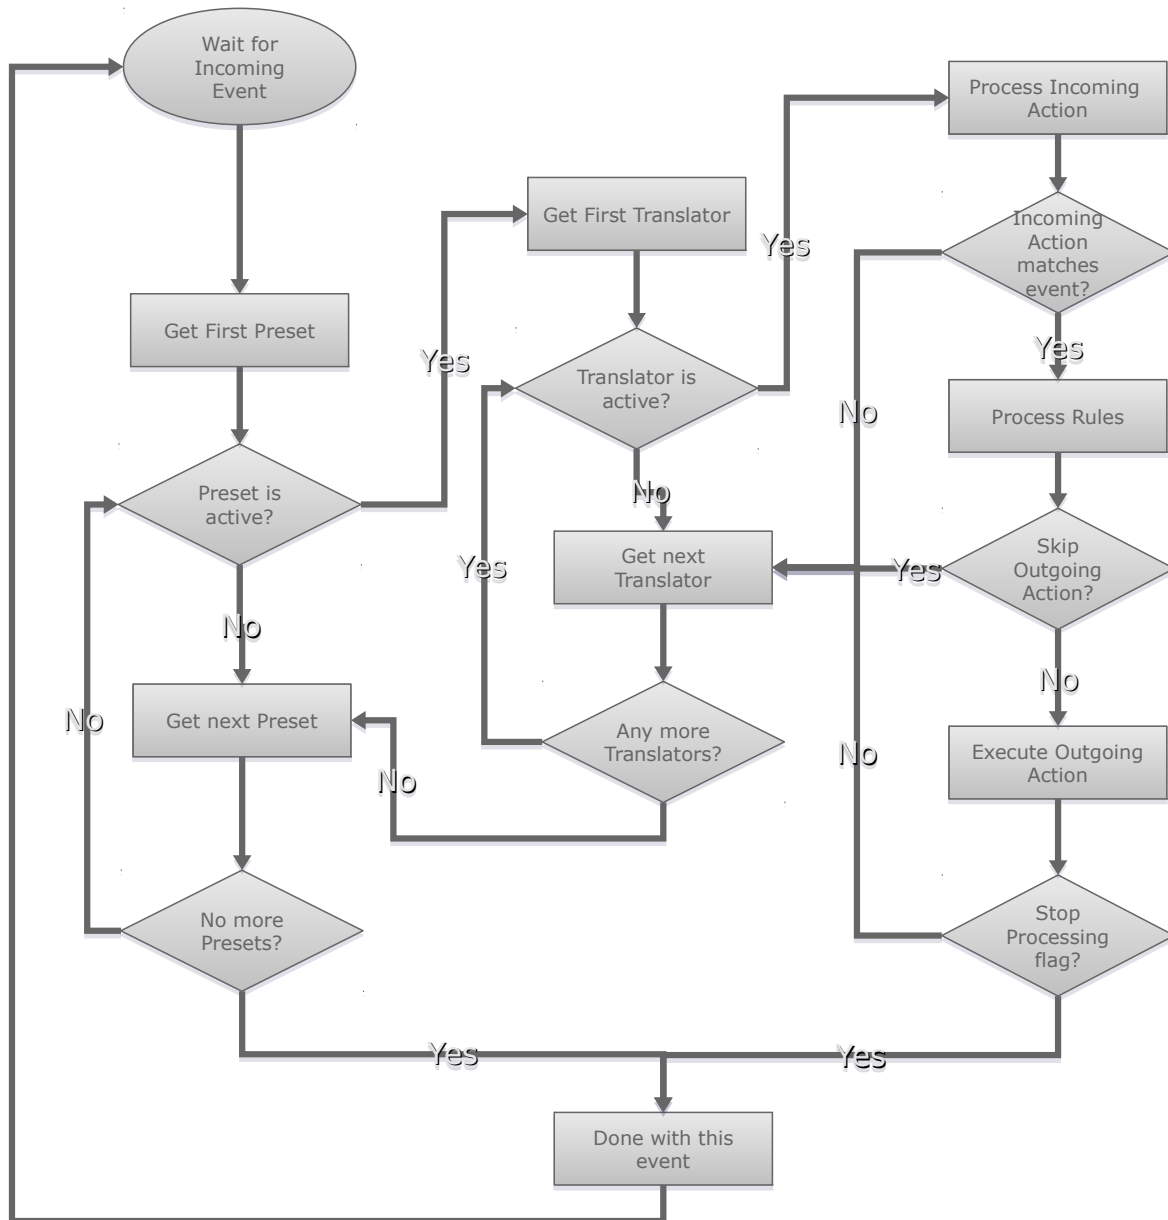 Wait for
Incoming
Event
Process Incoming
Action
Get First Translator
Incoming
Action
matches
event?
Yes
Get First Preset
Yes
Yes
Translator is
active?
No
Process Rules
Preset is
active?
No
Get next
Translator
Yes
Yes
Skip
Outgoing
Action?
No
No
Get next Preset
No
Any more
Translators?
No
No
Execute Outgoing
Action
No more
Presets?
Stop
Processing
flag?
Yes
Yes
Done with this
event